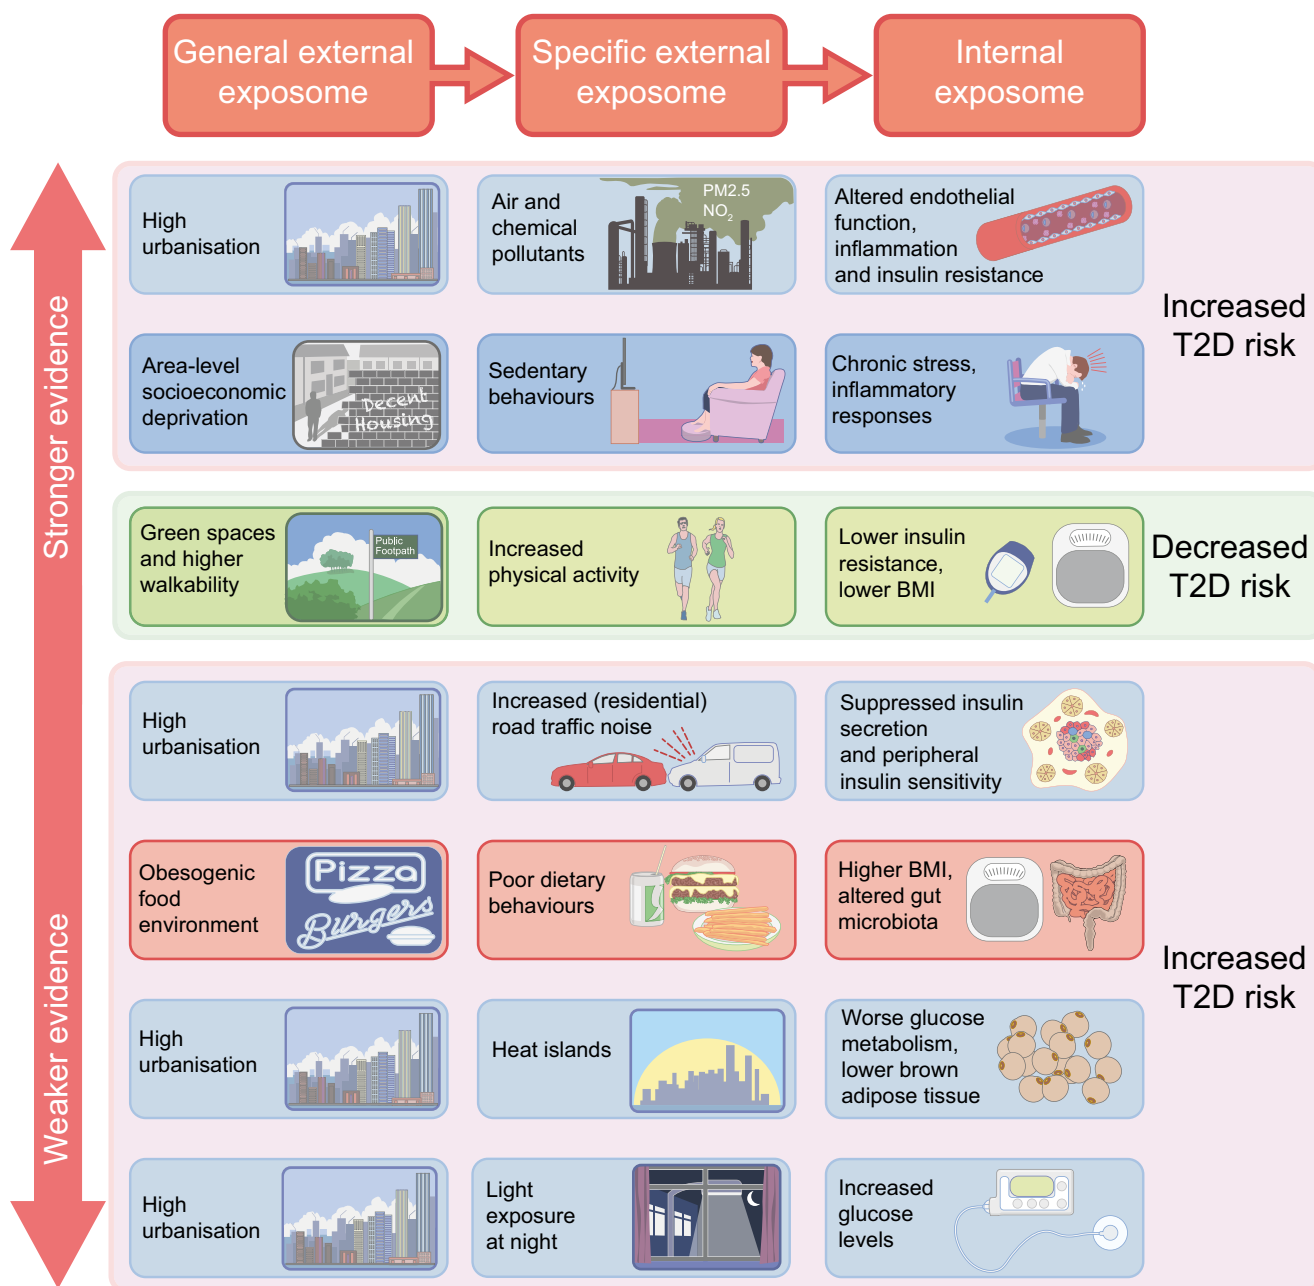 General external
exposome
Specific external
exposome
Internal
exposome
Stronger evidence
Weaker evidence
High
urbanisation
Air and
chemical
pollutants
PM2.5
NO₂
Altered endothelial
function,
inflammation
and insulin resistance
Area-level
socioeconomic
deprivation
Decent
Housing
Sedentary
behaviours
Chronic stress,
inflammatory
responses
Increased
T2D risk
Green spaces
and higher
walkability
Public
Footpath
Increased
physical activity
Lower insulin
resistance,
lower BMI
Decreased
T2D risk
High
urbanisation
Increased (residential)
road traffic noise
Suppressed insulin
secretion
and peripheral
insulin sensitivity
Obesogenic
food
environment
Pizza
Burgers
Poor dietary
behaviours
Higher BMI,
altered gut
microbiota
Increased
T2D risk
High
urbanisation
Heat islands
Worse glucose
metabolism,
lower brown
adipose tissue
High
urbanisation
Light
exposure
at night
Increased
glucose
levels